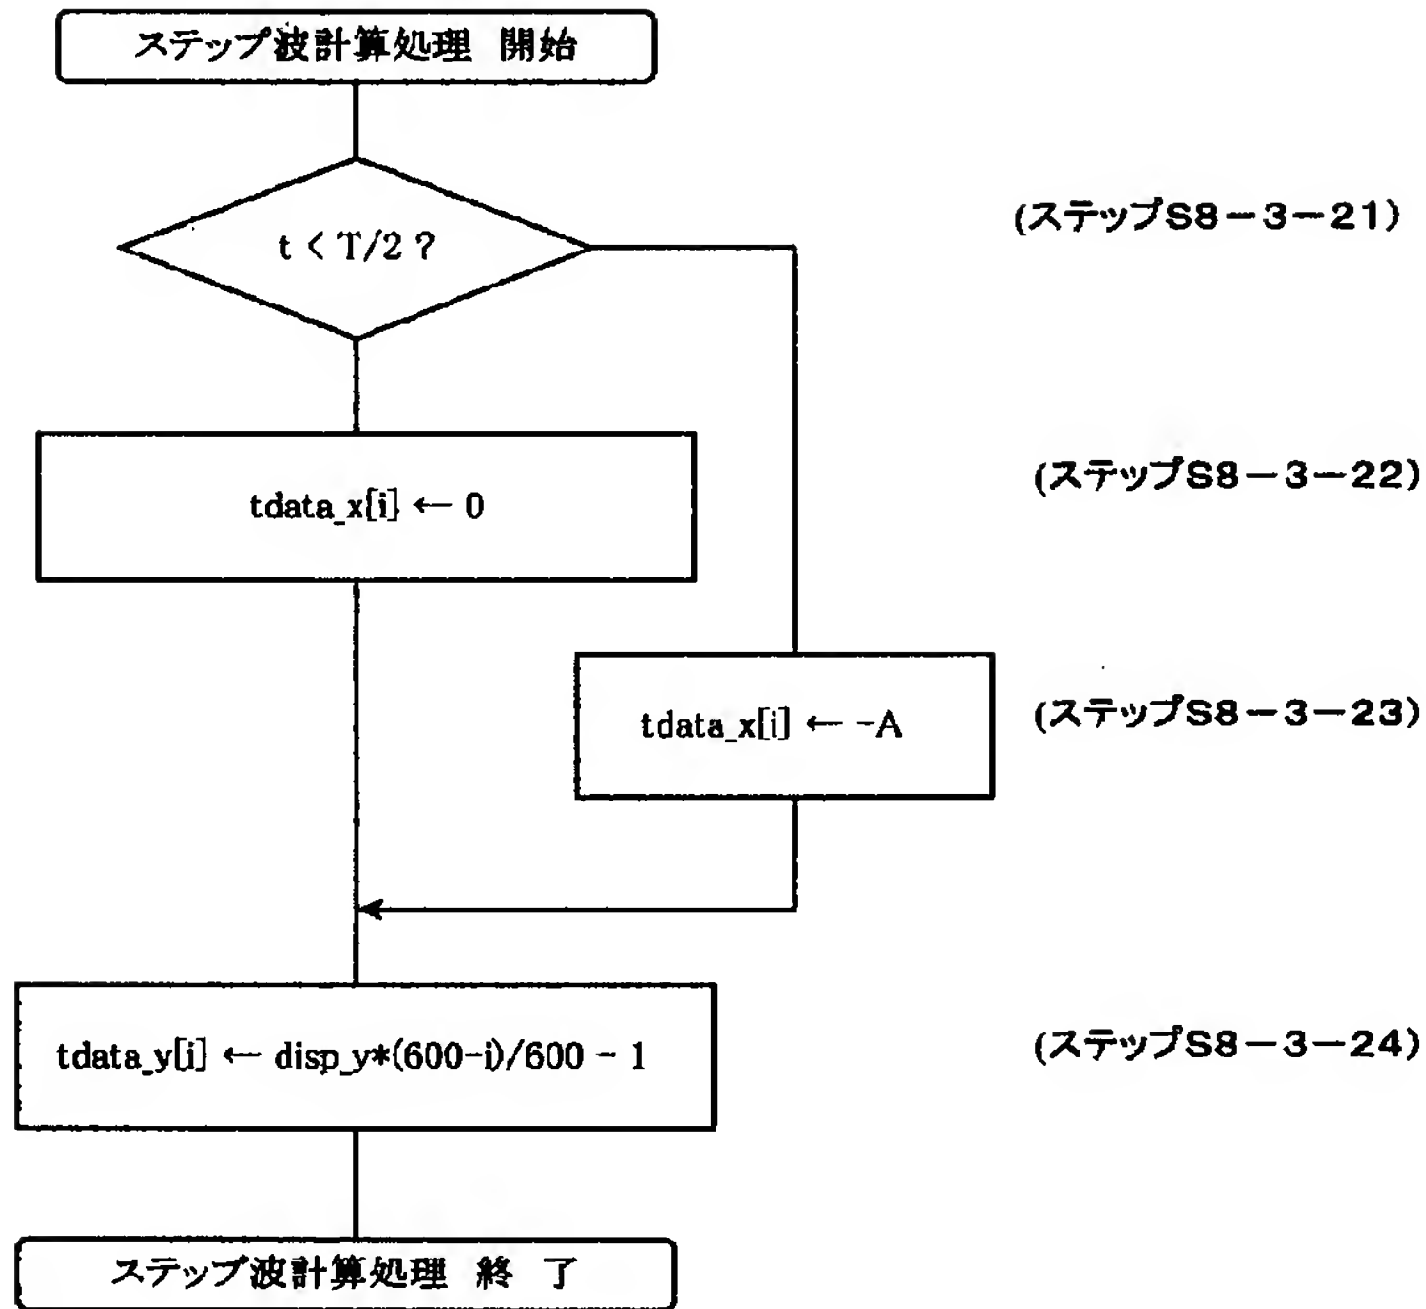 ステップ波計算処理 開始
t < T/2 ?
(ステップS8-3-21)
tdata_x[i] ← 0
(ステップS8-3-22)
tdata_x[i] ← -A
(ステップS8-3-23)
tdata_y[i] ← disp_y*(600-i)/600 - 1
(ステップS8-3-24)
ステップ波計算処理 終 了